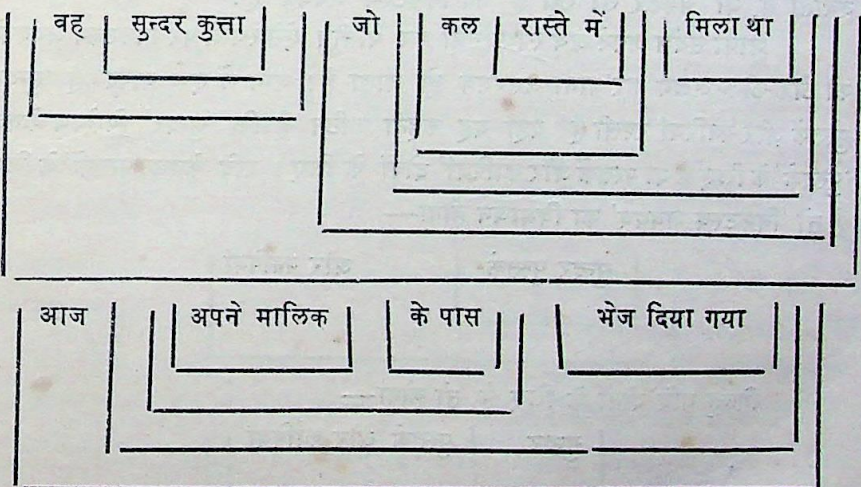 वह सुन्दर कुत्ता जो कल रास्ते में मिला था
आज अपने मालिक के पास भेज दिया गया